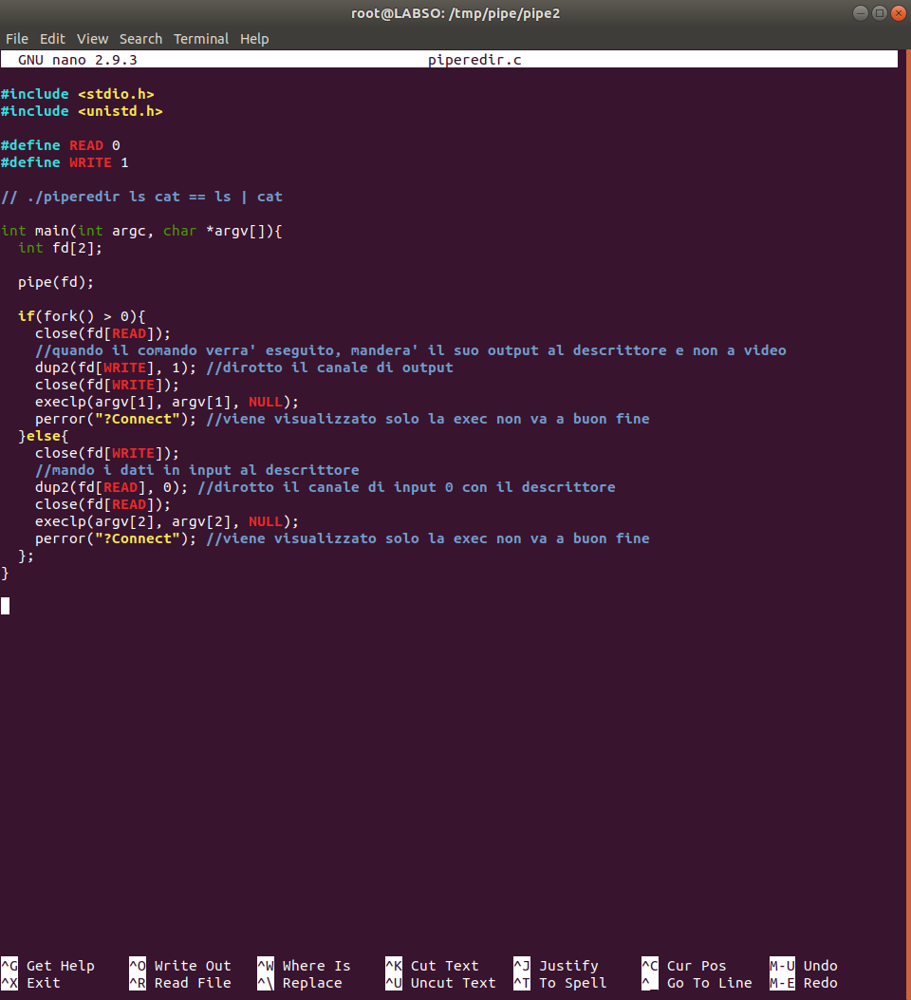 root@LABSO: /tmp/pipe/pipe2
File Edit View Search Terminal Help
GNU nano 2.9.3 piperedir.c
#include <stdio.h>
#include <unistd.h>
#define READ 0
#define WRITE 1
// ./piperedir ls cat == ls | cat
int main(int argc, char *argv[]){
  int fd[2];
  pipe(fd);
  if(fork() > 0){
    close(fd[READ]);
    //quando il comando verra' eseguito, mandera' il suo output al descrittore e non a video
    dup2(fd[WRITE], 1); //dirotto il canale di output
    close(fd[WRITE]);
    execlp(argv[1], argv[1], NULL);
    perror("?Connect"); //viene visualizzato solo la exec non va a buon fine
  }else{
    close(fd[WRITE]);
    //mando i dati in input al descrittore
    dup2(fd[READ], 0); //dirotto il canale di input 0 con il descrittore
    close(fd[READ]);
    execlp(argv[2], argv[2], NULL);
    perror("?Connect"); //viene visualizzato solo la exec non va a buon fine
  };
}
^G Get Help ^O Write Out ^W Where Is ^K Cut Text ^J Justify ^C Cur Pos M-U Undo
^X Exit ^R Read File ^\ Replace ^U Uncut Text ^T To Spell ^_ Go To Line M-E Redo